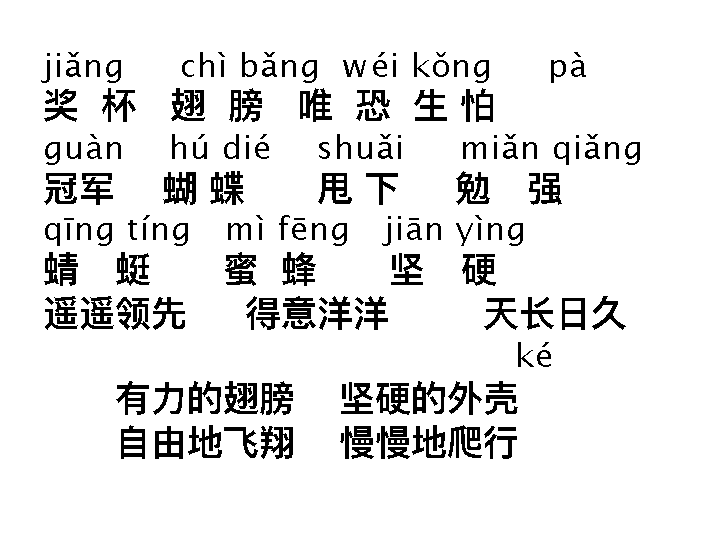 jiǎng chì bǎng wéi kǒng pà
奖 杯 翅 膀 唯 恐 生 怕
guàn hú dié shuǎi miǎn qiǎng
冠军 蝴 蝶 甩 下 勉 强
qīng tíng mì fēng jiān yìng
蜻 蜓 蜜 蜂 坚 硬
遥遥领先 得意洋洋 天长日久
ké
有力的翅膀 坚硬的外壳
自由地飞翔 慢慢地爬行